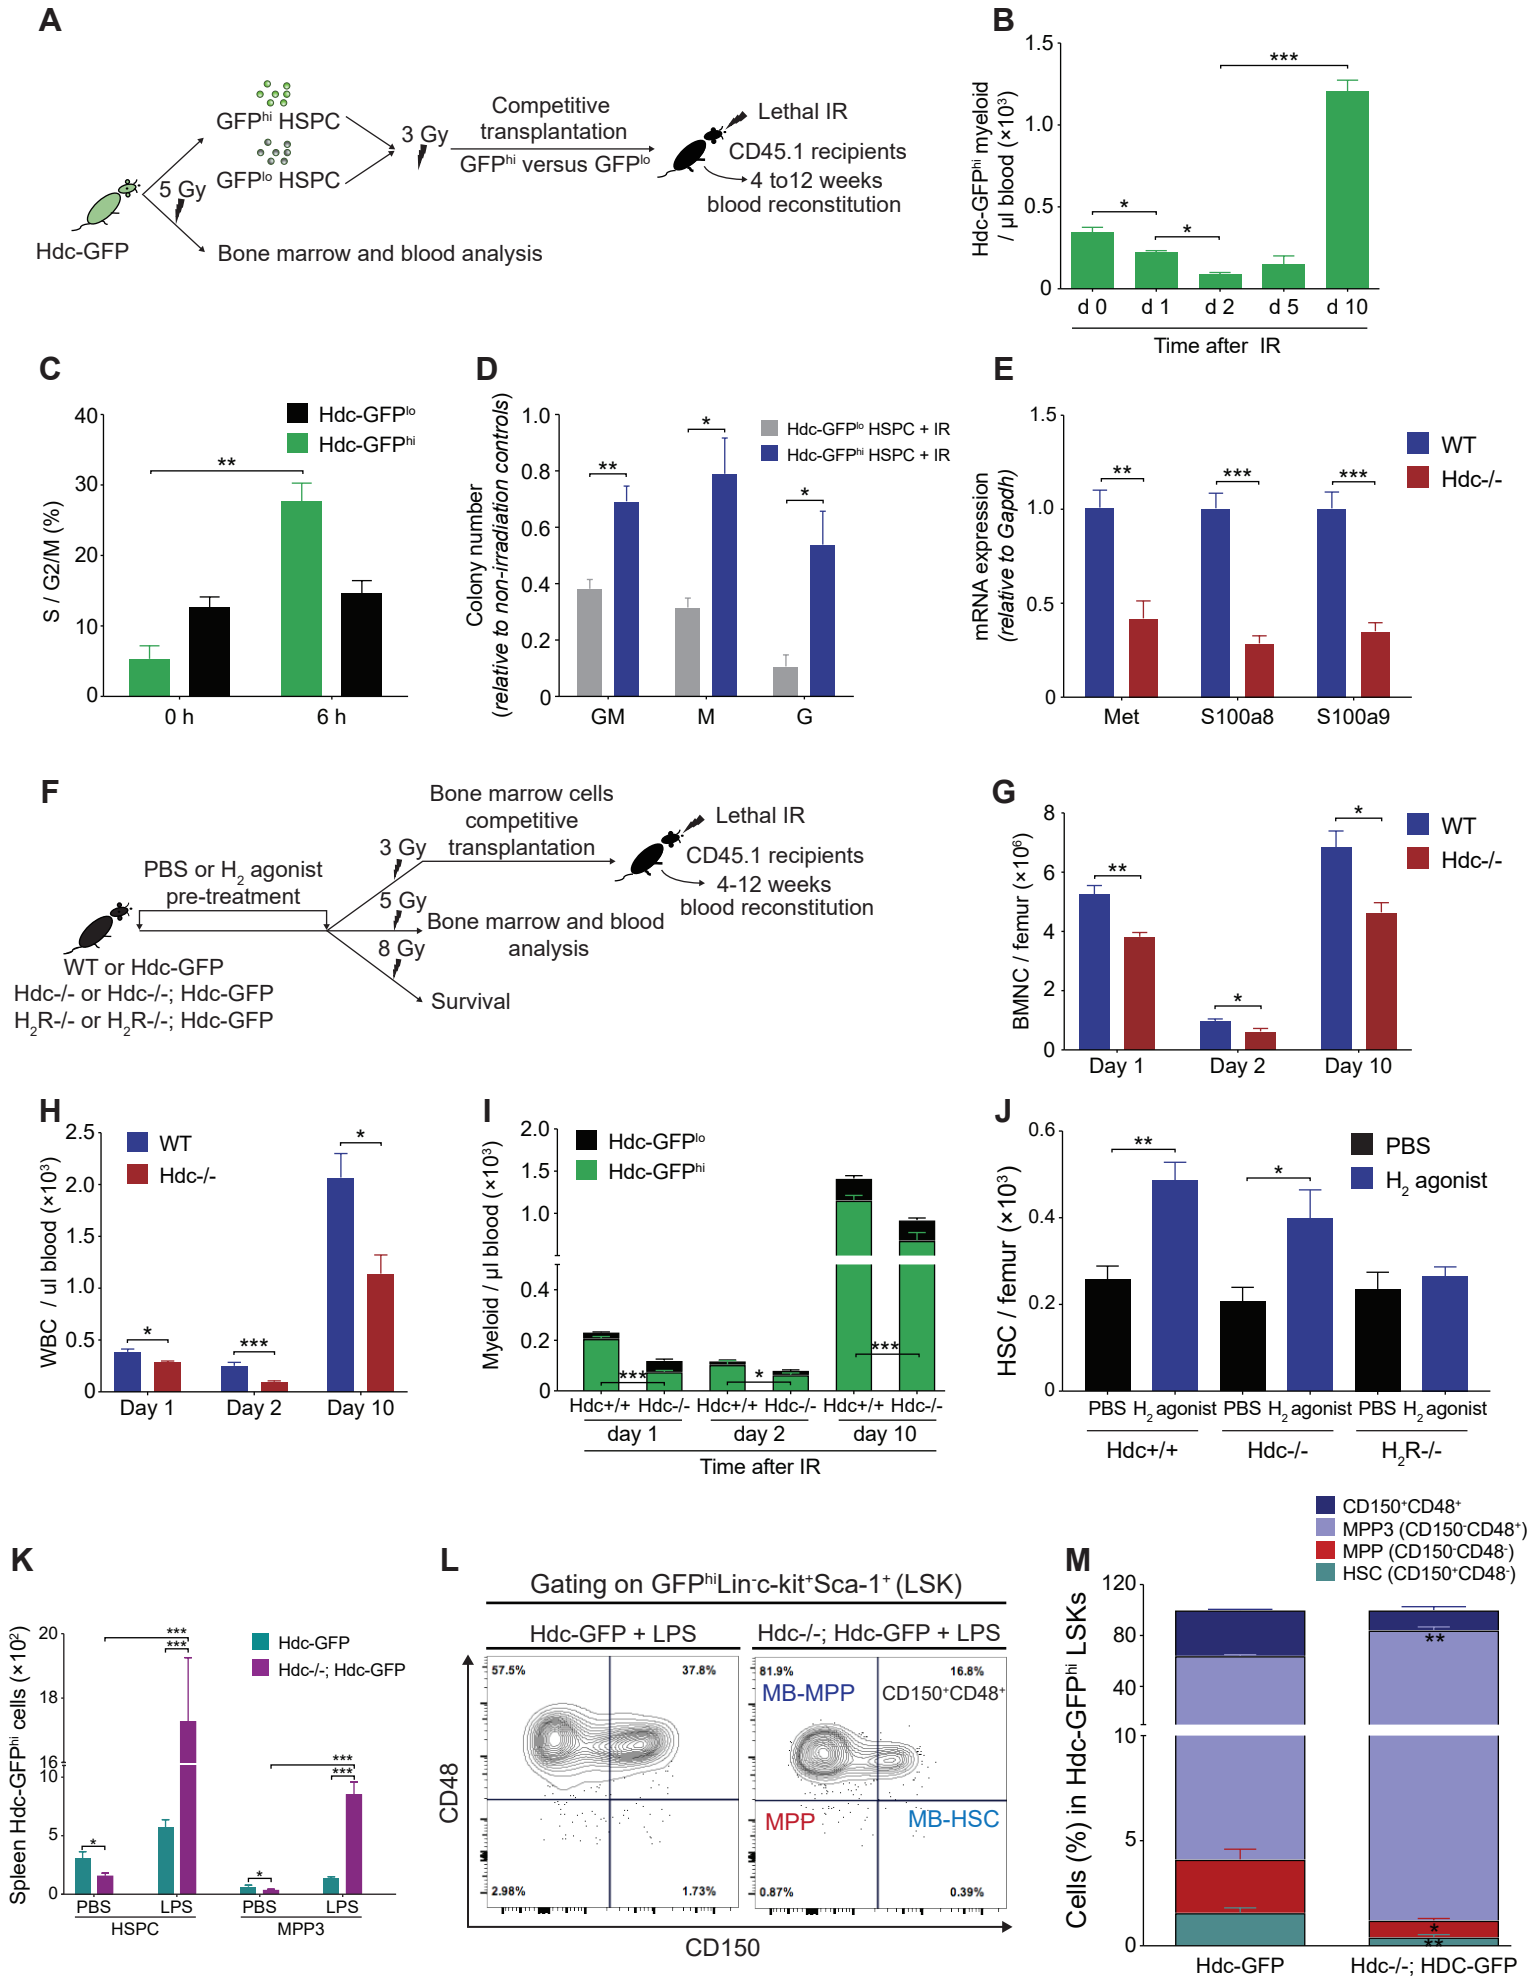 A
GFPhi HSPC
GFPlo HSPC
5 Gy
Hdc-GFP
Bone marrow and blood analysis
3 Gy
Competitive
transplantation
GFPhi versus GFPlo
Lethal IR
CD45.1 recipients
4 to12 weeks
blood reconstitution
B
Hdc-GFPhi myeloid
/ µl blood (×10³)
1.5
1.0
0.5
0
* * ***
d 0 d 1 d 2 d 5 d 10
Time after IR
C
S / G2/M (%)
40
30
20
10
0
Hdc-GFPlo
Hdc-GFPhi
**
0 h 6 h
D
Colony number
(relative to non-irradiation controls)
1.0
0.8
0.6
0.4
0.2
0
Hdc-GFPlo HSPC + IR
Hdc-GFPhi HSPC + IR
** * *
GM M G
E
mRNA expression
(relative to Gapdh)
1.5
1.0
0.5
0
WT
Hdc-/-
** *** ***
Met S100a8 S100a9
F
PBS or H2 agonist
pre-treatment
WT or Hdc-GFP
Hdc-/- or Hdc-/-; Hdc-GFP
H2R-/- or H2R-/-; Hdc-GFP
3 Gy
5 Gy
8 Gy
Bone marrow cells
competitive
transplantation
Bone marrow and blood
analysis
Survival
Lethal IR
CD45.1 recipients
4-12 weeks
blood reconstitution
G
BMNC / femur (×10⁶)
8
6
4
2
0
WT
Hdc-/-
** * *
Day 1 Day 2 Day 10
H
WBC / ul blood (×10³)
2.5
2.0
1.5
1.0
0.5
0
WT
Hdc-/-
* *** *
Day 1 Day 2 Day 10
I
Myeloid / µl blood (×10³)
2.0
1.5
1.0
0.4
0.2
0
Hdc-GFPlo
Hdc-GFPhi
*** * ***
Hdc+/+ Hdc-/- Hdc+/+ Hdc-/- Hdc+/+ Hdc-/-
day 1 day 2 day 10
Time after IR
J
HSC / femur (×10³)
0.6
0.4
0.2
0
PBS
H2 agonist
** *
PBS H2 agonist PBS H2 agonist PBS H2 agonist
Hdc+/+ Hdc-/- H2R-/-
K
Spleen Hdc-GFPhi cells (×10²)
20
18
16
10
5
0
Hdc-GFP
Hdc-/-; Hdc-GFP
* *** *** * *** ***
PBS LPS PBS LPS
HSPC MPP3
L
Gating on GFPhiLin-c-kit+Sca-1+ (LSK)
Hdc-GFP + LPS
Hdc-/-; Hdc-GFP + LPS
57.5% 37.8%
2.98% 1.73%
81.9% 16.8%
MB-MPP CD150+CD48+
MPP MB-HSC
0.87% 0.39%
CD48
CD150
M
CD150+CD48+
MPP3 (CD150-CD48+)
MPP (CD150-CD48-)
HSC (CD150+CD48-)
Cells (%) in Hdc-GFPhi LSKs
120
80
40
10
5
0
**
*
**
Hdc-GFP Hdc-/-; HDC-GFP